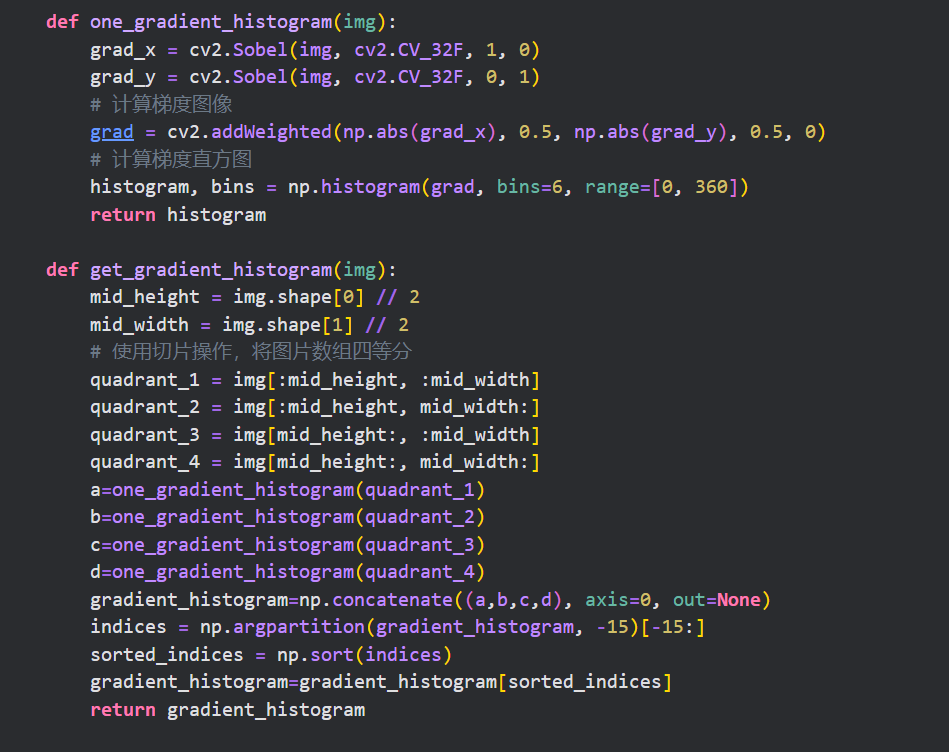 def one_gradient_histogram(img):
    grad_x = cv2.Sobel(img, cv2.CV_32F, 1, 0)
    grad_y = cv2.Sobel(img, cv2.CV_32F, 0, 1)
    # 计算梯度图像
    grad = cv2.addWeighted(np.abs(grad_x), 0.5, np.abs(grad_y), 0.5, 0)
    # 计算梯度直方图
    histogram, bins = np.histogram(grad, bins=6, range=[0, 360])
    return histogram

def get_gradient_histogram(img):
    mid_height = img.shape[0] // 2
    mid_width = img.shape[1] // 2
    # 使用切片操作，将图片数组四等分
    quadrant_1 = img[:mid_height, :mid_width]
    quadrant_2 = img[:mid_height, mid_width:]
    quadrant_3 = img[mid_height:, :mid_width]
    quadrant_4 = img[mid_height:, mid_width:]
    a=one_gradient_histogram(quadrant_1)
    b=one_gradient_histogram(quadrant_2)
    c=one_gradient_histogram(quadrant_3)
    d=one_gradient_histogram(quadrant_4)
    gradient_histogram=np.concatenate((a,b,c,d), axis=0, out=None)
    indices = np.argpartition(gradient_histogram, -15)[-15:]
    sorted_indices = np.sort(indices)
    gradient_histogram=gradient_histogram[sorted_indices]
    return gradient_histogram